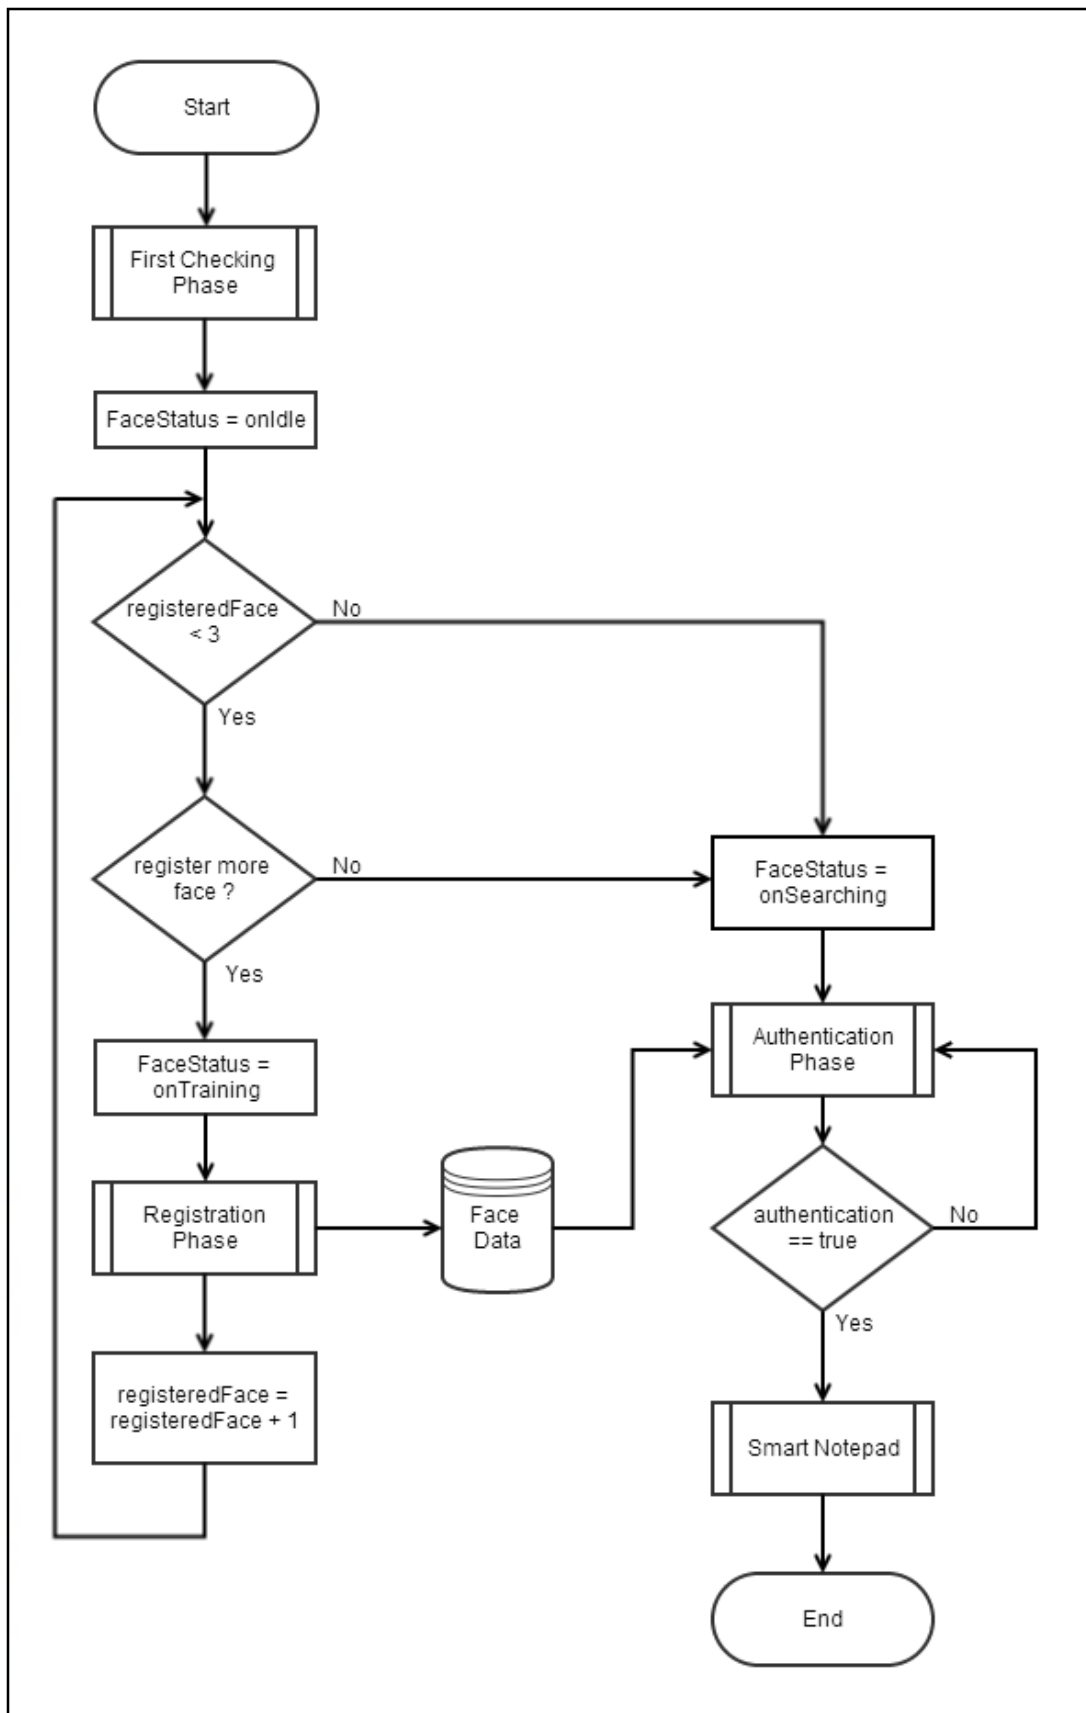 Start
First Checking
Phase
FaceStatus = onIdle
registeredFace
< 3
No
Yes
register more
face ?
No
Yes
FaceStatus =
onSearching
FaceStatus =
onTraining
Authentication
Phase
Registration
Phase
Face
Data
authentication
== true
No
Yes
registeredFace =
registeredFace + 1
Smart Notepad
End